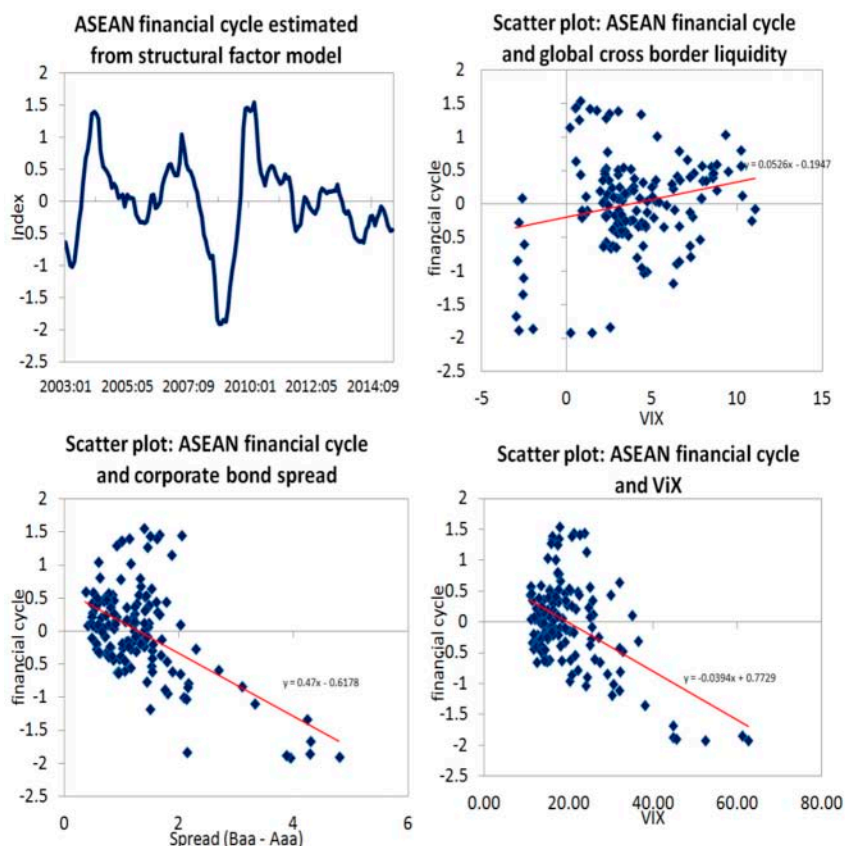 ASEAN financial cycle estimated
from structural factor model
2
1.5
1
0.5
0
-0.5
-1
-1.5
-2
-2.5
Index
2003:01 2005:05 2007:09 2010:01 2012:05 2014:09
Scatter plot: ASEAN financial cycle
and global cross border liquidity
2
1.5
1
0.5
0
-0.5
-1
-1.5
-2
-2.5
financial cycle
y = 0.0526x - 0.1947
-5 0 5 10 15
VIX
Scatter plot: ASEAN financial cycle
and corporate bond spread
2
1.5
1
0.5
0
-0.5
-1
-1.5
-2
-2.5
financial cycle
y = 0.47x - 0.6178
0 2 4 6
Spread (Baa - Aaa)
Scatter plot: ASEAN financial cycle
and ViX
2
1.5
1
0.5
0
-0.5
-1
-1.5
-2
-2.5
financial cycle
y = -0.0394x + 0.7729
0.00 20.00 40.00 60.00 80.00
VIX